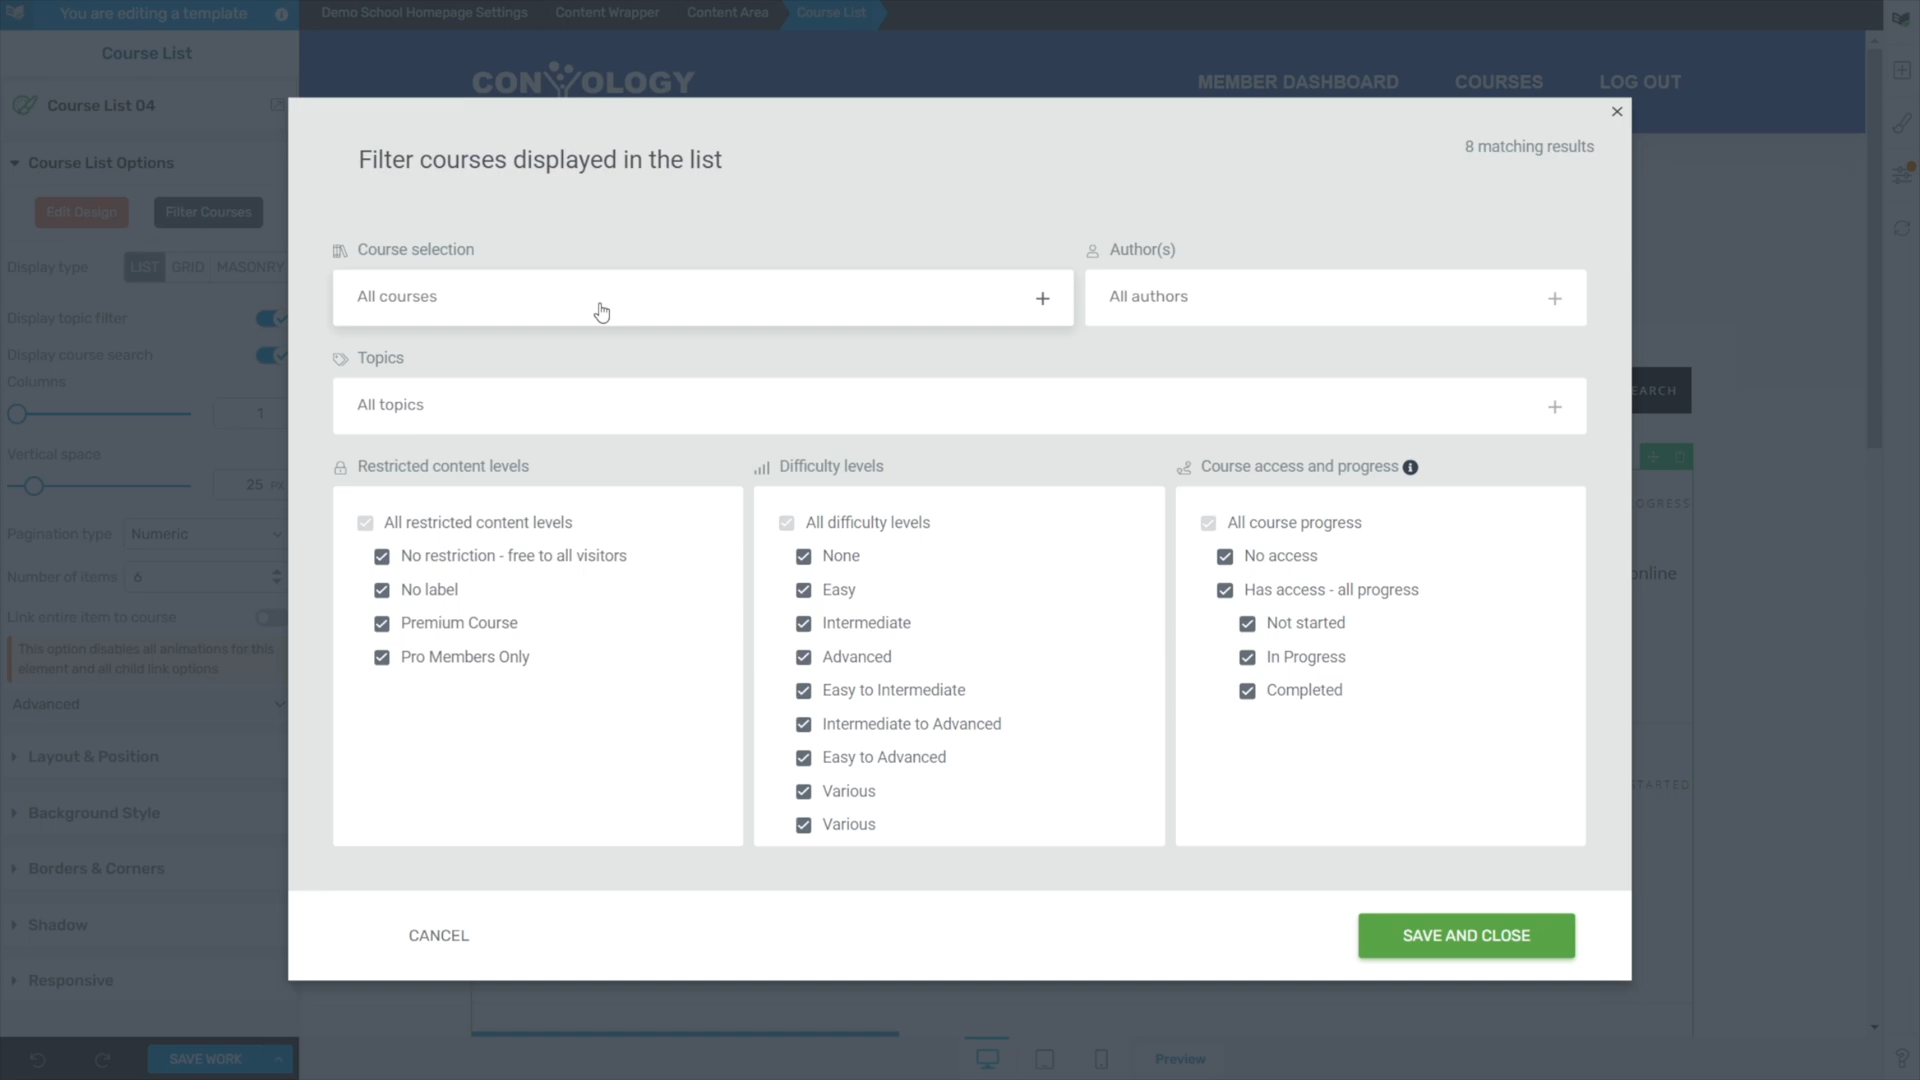 You are editing a template
Demo School Homepage Settings
Content Wrapper
Content Area
Course List
Course List
CONVOLOGY
MEMBER DASHBOARD
COURSES
LOG OUT
Course List 04
Course List Options
Edit Design
Filter Courses
Display type
LIST
GRID
MASONRY
Display topic filter
Display course search
Columns
1
Vertical space
25 PX
Pagination type
Numeric
Number of items
6
Link entire item to course
This option disables all animations for this
element and all child link options
Advanced
Layout & Position
Background Style
Borders & Corners
Shadow
Responsive
SAVE WORK
Filter courses displayed in the list
8 matching results
Course selection
Author(s)
All courses
All authors
Topics
All topics
Restricted content levels
Difficulty levels
Course access and progress
All restricted content levels
No restriction - free to all visitors
No label
Premium Course
Pro Members Only
All difficulty levels
None
Easy
Intermediate
Advanced
Easy to Intermediate
Intermediate to Advanced
Easy to Advanced
Various
Various
All course progress
No access
Has access - all progress
Not started
In Progress
Completed
CANCEL
SAVE AND CLOSE
EARCH
OGRESS
online
TARTED
Preview